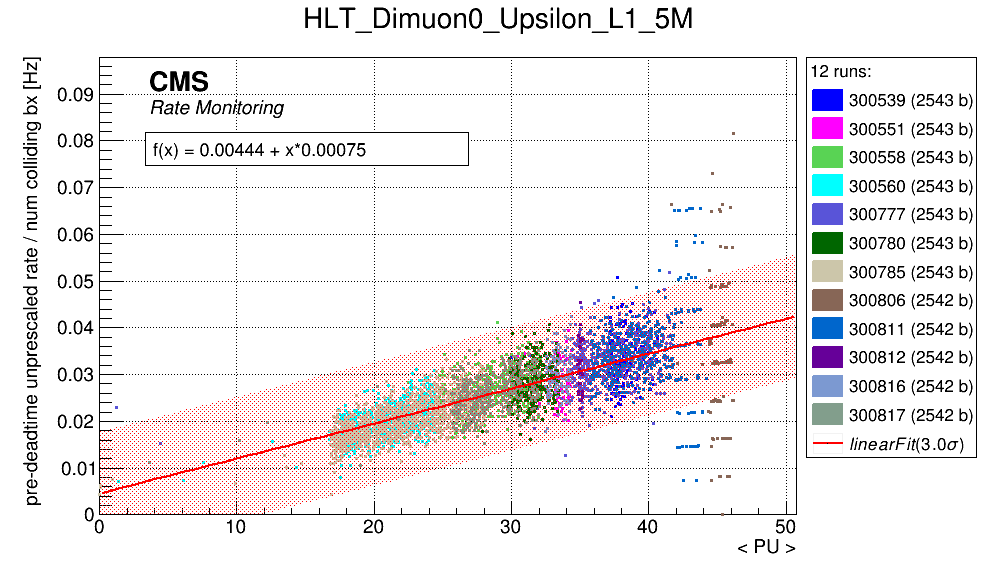 HLT_Dimuon0_Upsilon_L1_5M
pre-deadtime unprescaled rate / num colliding bx [Hz]
CMS
Rate Monitoring
f(x) = 0.00444 + x*0.00075
0.09
0.08
0.07
0.06
0.05
0.04
0.03
0.02
0.01
0
0
10
20
30
40
50
< PU >
12 runs:
300539 (2543 b)
300551 (2543 b)
300558 (2543 b)
300560 (2542 b)
300777 (2543 b)
300780 (2543 b)
300785 (2543 b)
300806 (2542 b)
300811 (2542 b)
300812 (2542 b)
300816 (2542 b)
300817 (2542 b)
linearFit(3.0σ)